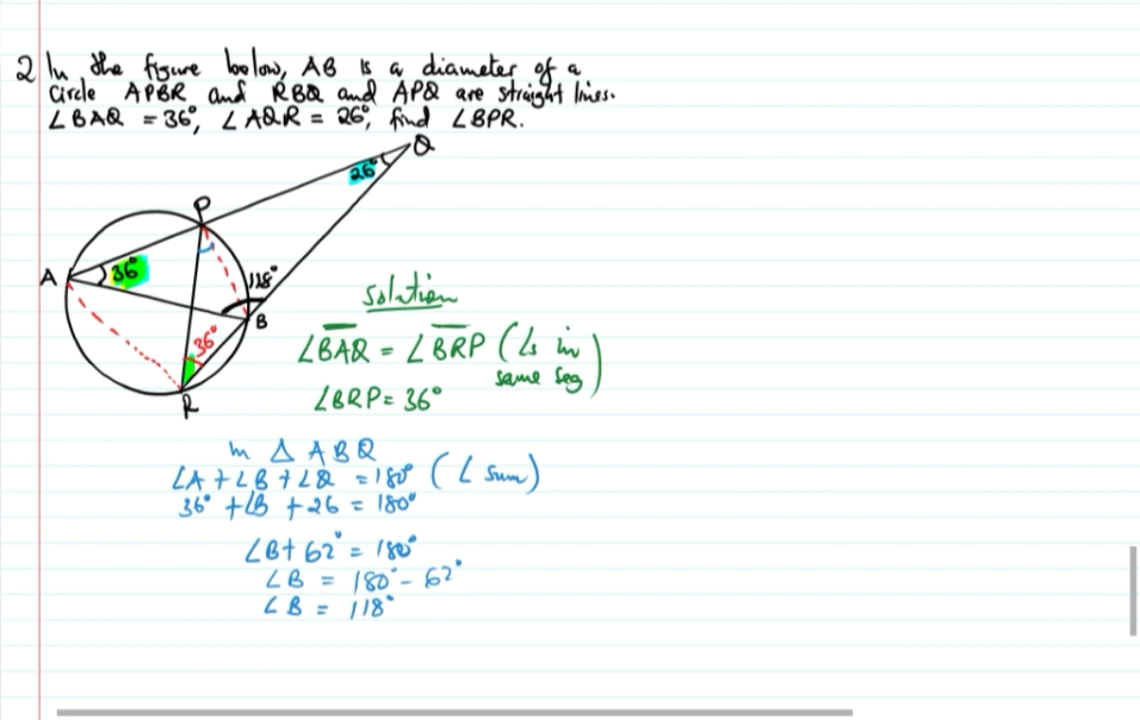 2 In the figure below, AB is a diameter of a
circle APBR and RBQ and APQ are straight lines.
∠BAQ = 36°, ∠AQR = 26°, find ∠BPR.
Q
26°
P
A
36°
118°
B
36°
R
Solution
∠BAQ = ∠BRP (∠s in same seg)
∠BRP = 36°
In Δ ABQ
∠A + ∠B + ∠Q = 180° (∠ sum)
36° + ∠B + 26 = 180°
∠B + 62° = 180°
∠B = 180° - 62°
∠B = 118°